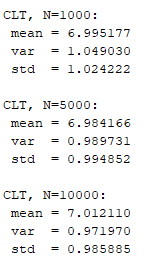 CLT, N=1000:
mean = 6.995177
var  = 1.049030
std  = 1.024222
CLT, N=5000:
mean = 6.984166
var  = 0.989731
std  = 0.994852
CLT, N=10000:
mean = 7.012110
var  = 0.971970
std  = 0.985885